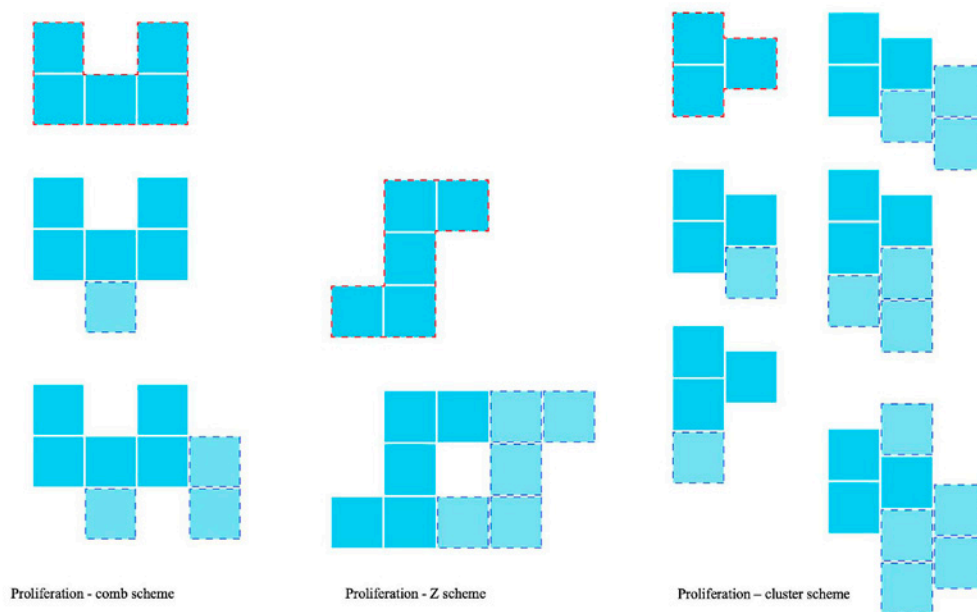 Proliferation - comb scheme
Proliferation - Z scheme
Proliferation – cluster scheme